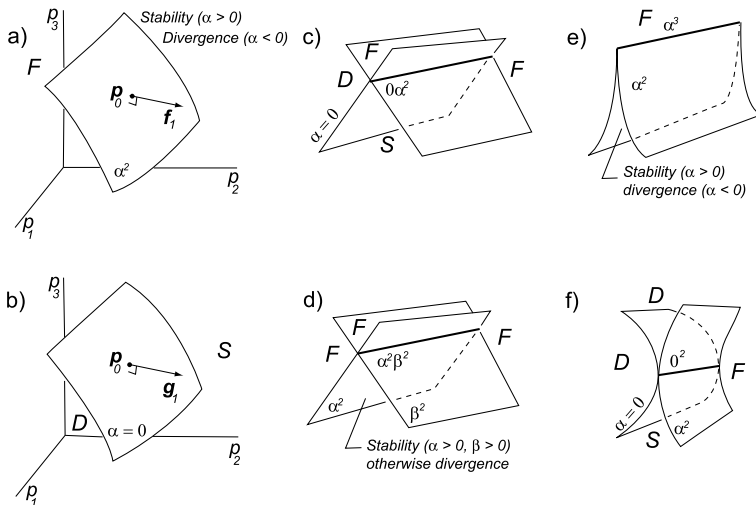 a)
p₃
Stability (α > 0)
Divergence (α < 0)
F
p₀
f₁
α²
p₂
p₁
b)
p₃
S
p₀
g₁
D
α = 0
p₂
p₁
c)
F
D
F
0α²
α = 0
S
d)
F
F
F
α²β²
α²
β²
Stability (α > 0, β > 0)
otherwise divergence
e)
F α³
α²
Stability (α > 0)
divergence (α < 0)
f)
D
D
0²
F
α = 0
S
α²